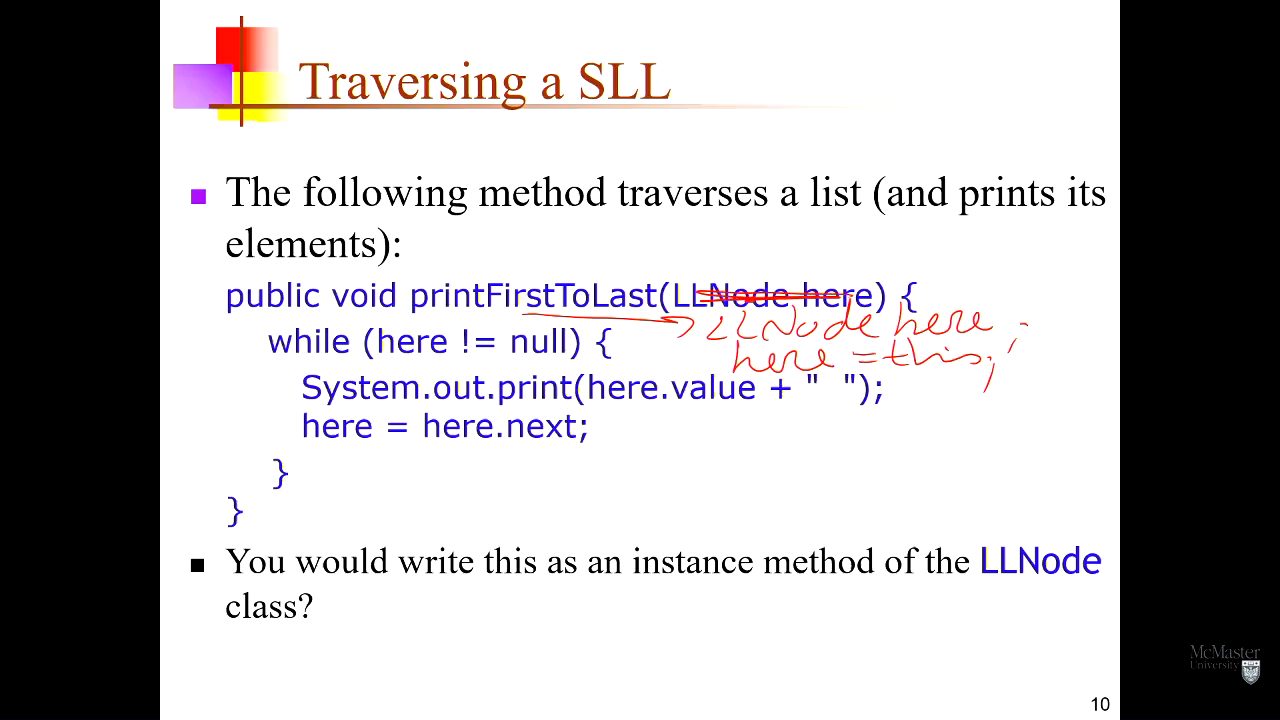 Traversing a SLL
The following method traverses a list (and prints its
elements):
public void printFirstToLast(LLNode here) {
LLNode here ;
while (here != null) {
here = this;
System.out.print(here.value + "  ");
here = here.next;
}
}
You would write this as an instance method of the LLNode
class?
McMaster
University
10